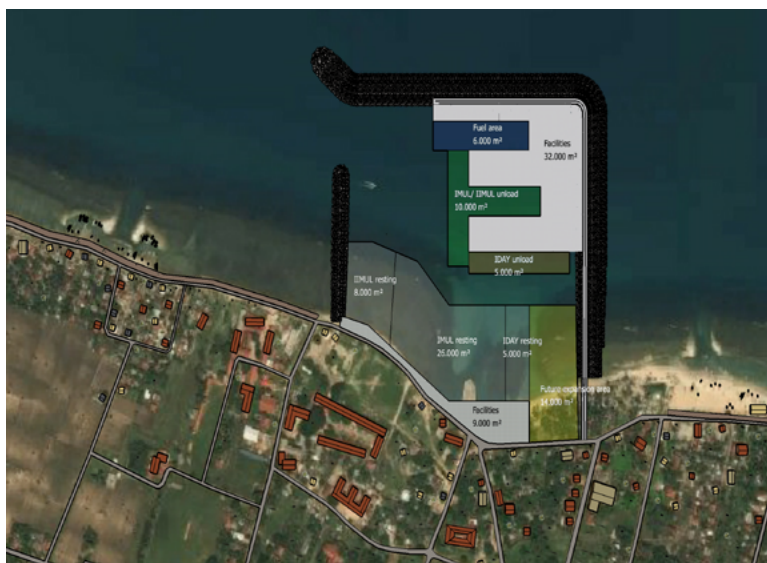 Fuel area
6.000 m²
Facilities
32.000 m²
IMUL/ IIMUL unload
10.000 m²
IDAY unload
5.000 m²
IIMUL resting
8.000 m²
IMUL resting
26.000 m²
IDAY resting
5.000 m²
Future expansion area
14.000 m²
Facilities
9.000 m²